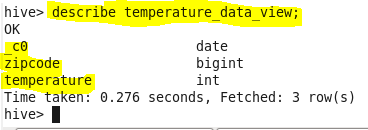 hive> describe temperature_data_view;
OK
_c0 date
zipcode bigint
temperature int
Time taken: 0.276 seconds, Fetched: 3 row(s)
hive>